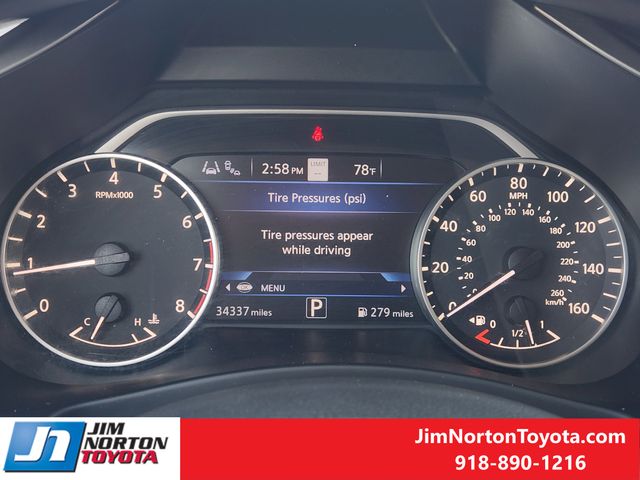 2:58 PM
LIMIT
--
78°F
Tire Pressures (psi)
Tire pressures appear
while driving
OK MENU
34337 miles
P
279 miles
0 1 2 3 4 5 6 7 8
RPMx1000
C H
0 20 40 60 80 100 120 140 160
MPH
20 40 60 80 100 120 140 160 180 200 220 240 260
km/h
0 1/2 1
JIM
NORTON
TOYOTA
JimNortonToyota.com
918-890-1216